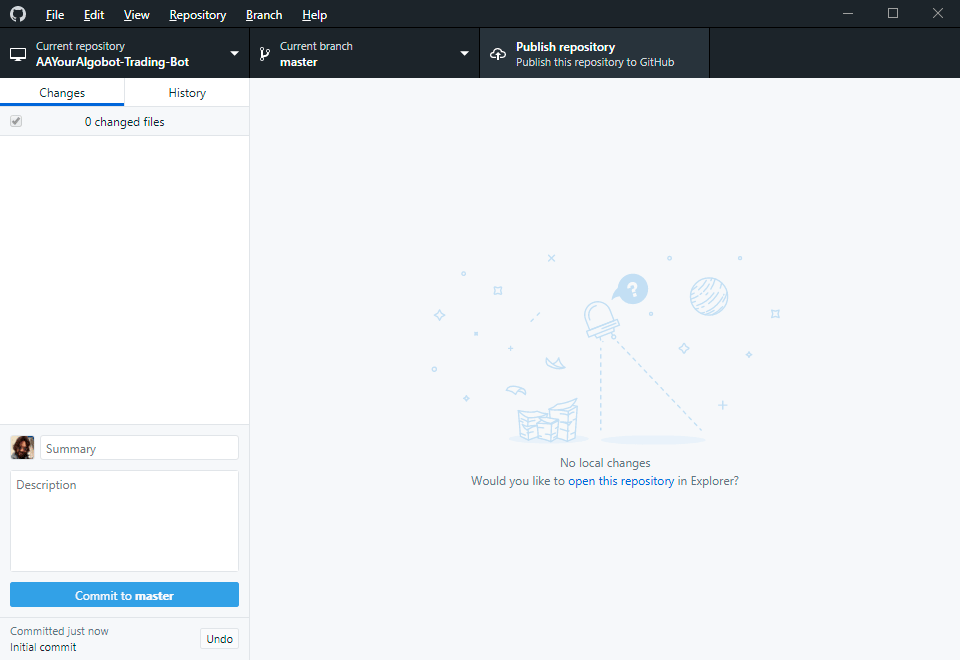 File Edit View Repository Branch Help
Current repository
AAYourAlgobot-Trading-Bot
Current branch
master
Publish repository
Publish this repository to GitHub
Changes
History
0 changed files
?
No local changes
Would you like to open this repository in Explorer?
Summary
Description
Commit to master
Committed just now
Initial commit
Undo